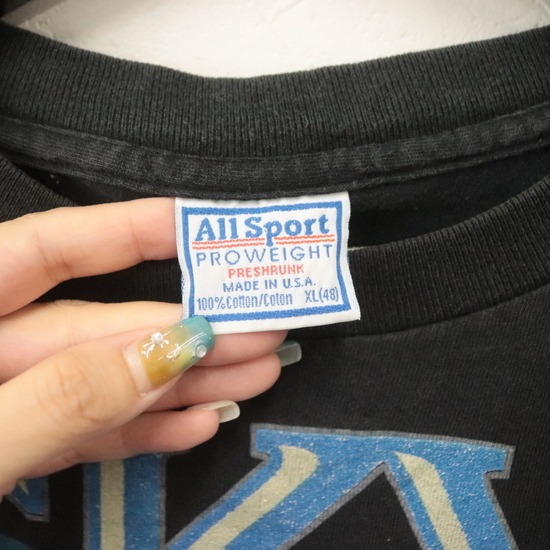 All Sport
PROWEIGHT
PRESHRUNK
MADE IN U.S.A.
100% Cotton/Coton XL(48)